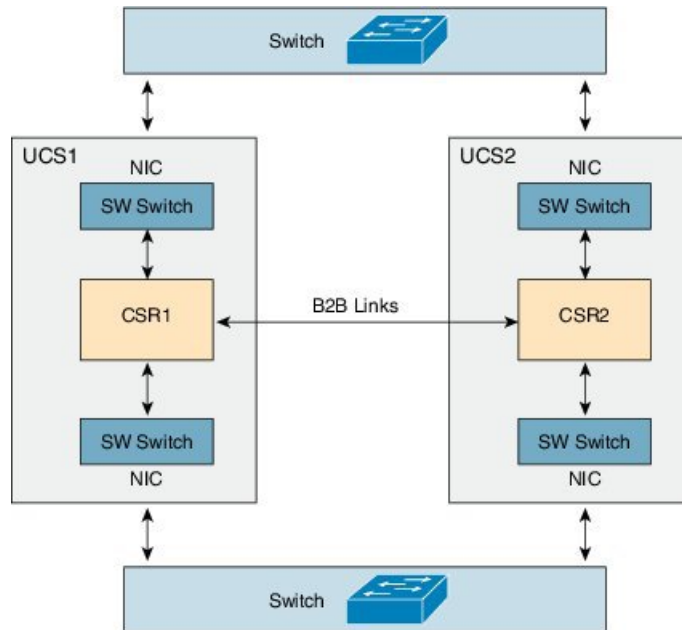 Switch
UCS1
NIC
SW Switch
CSR1
SW Switch
NIC
B2B Links
UCS2
NIC
SW Switch
CSR2
SW Switch
NIC
Switch